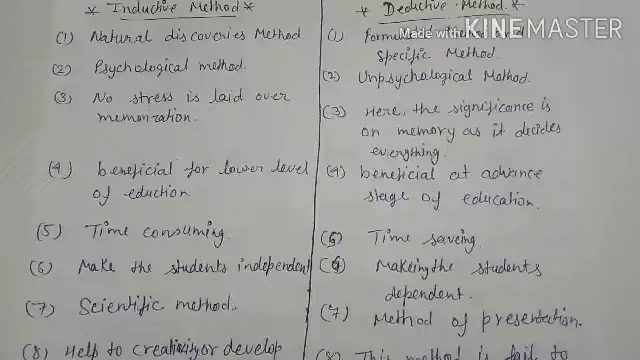 * Inductive Method *
(1) Natural discoveries Method
(2) Psychological method.
(3) No stress is laid over
memorization.
(4) beneficial for lower level
of eduction.
(5) Time consuming.
(6) Make the students independent
(7) Scientific method.
(8) Help to creativity or develop
* Deductive Method. *
Made with KINEMASTER
(1)
Specific Method.
(2) Unpsychological Mathod.
(3) Here, the significance is
on memory as it decides
everything.
(4) beneficial at advance
stage of education.
(5) Time saveing
(6) Makeing the students
dependent.
(7) Method of presentation.
(8) This method is fail to